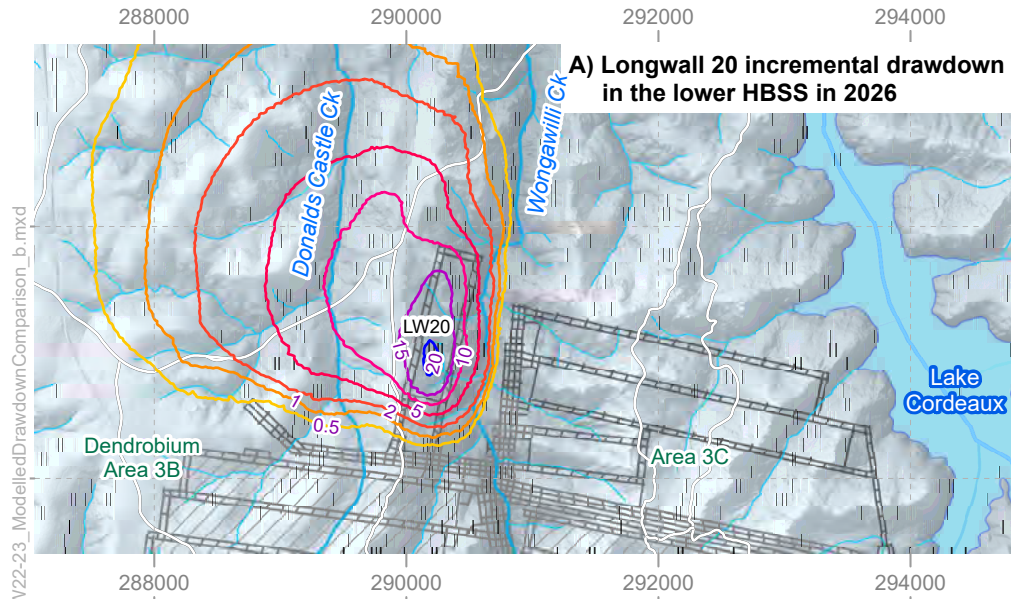 288000
290000
292000
294000
A) Longwall 20 incremental drawdown
in the lower HBSS in 2026
Donalds Castle Ck
Wongawilli Ck
LW20
15
20
10
1
2
5
0.5
Dendrobium
Area 3B
Area 3C
Lake
Cordeaux
V22-23_ModelledDrawdownComparison_b.mxd
288000
290000
292000
294000